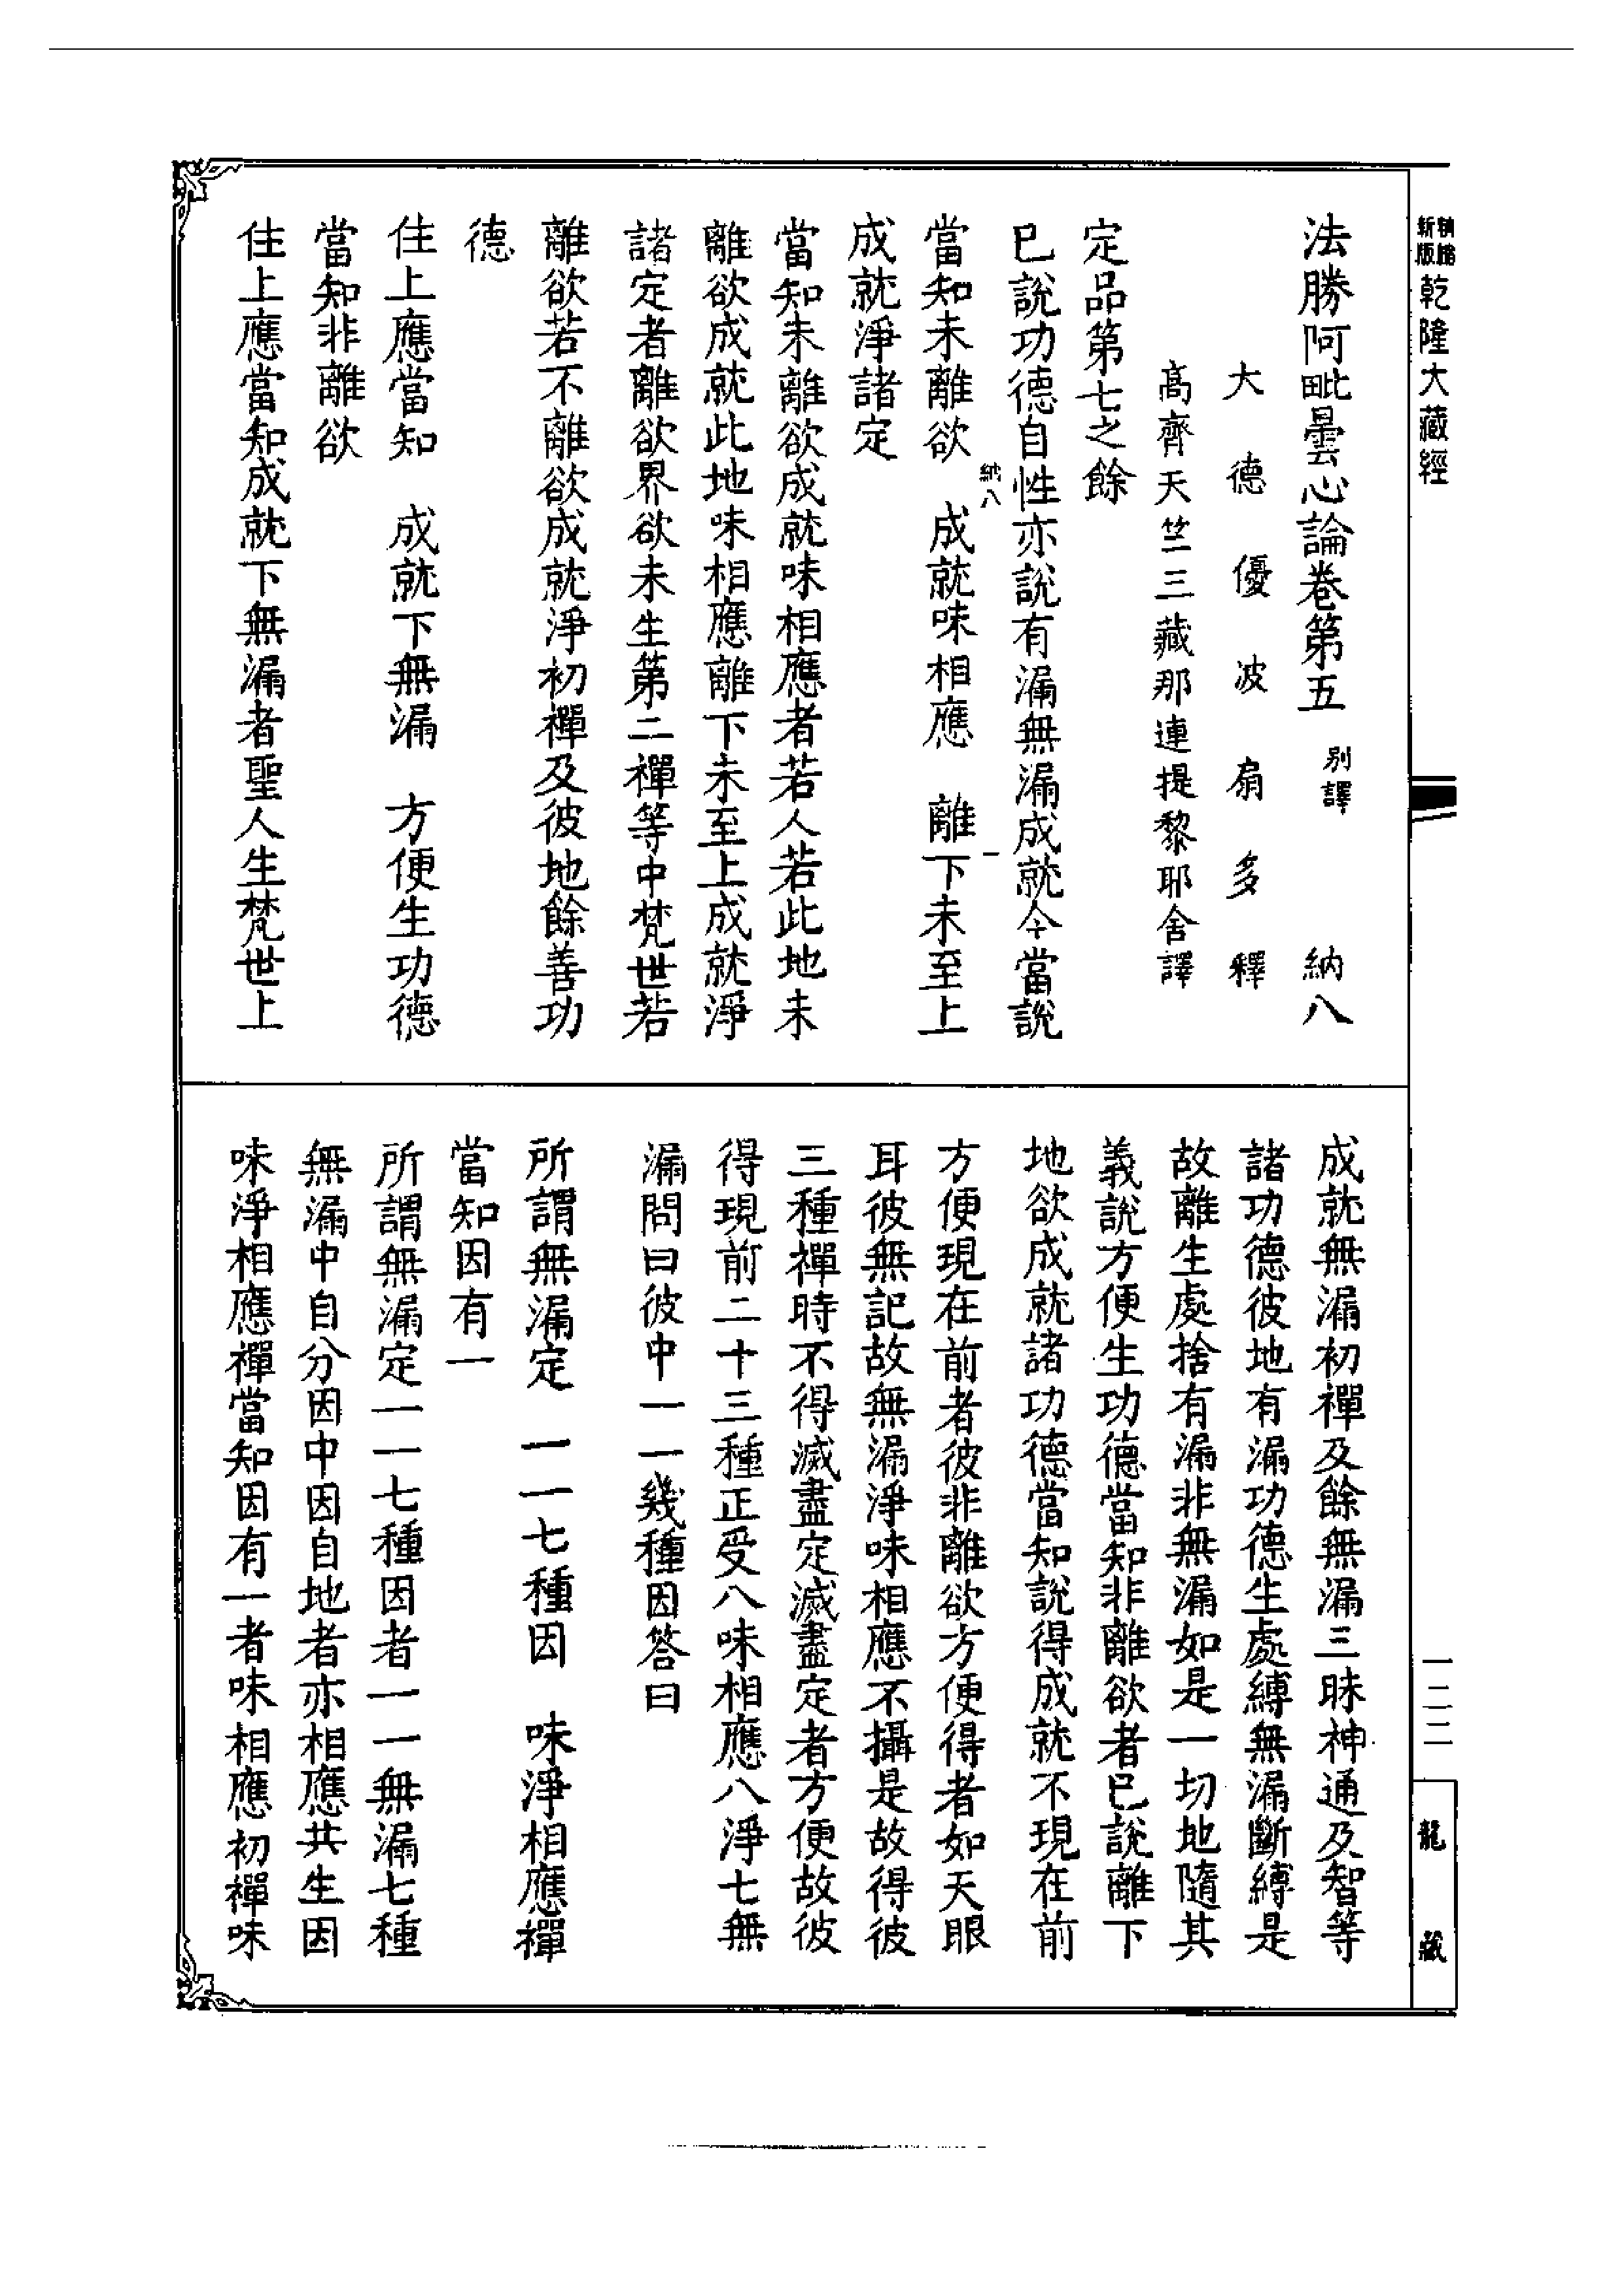 新版精縮乾隆大藏經
法勝阿毗曇心論卷第五 別譯 納八
大德優波扇多釋
高齊天竺三藏那連提黎耶舍譯
定品第七之餘
已說功德自性亦說有漏無漏成就今當說
納八 一
當知未離欲 成就味相應 離下未至上
成就淨諸定
當知未離欲成就味相應者若人若此地未
離欲成就此地味相應離下未至上成就淨
諸定者離欲界欲未生第二禪等中梵世若
離欲若不離欲成就淨初禪及彼地餘善功
德
住上應當知 成就下無漏 方便生功德
當知非離欲
住上應當知成就下無漏者聖人生梵世上
成就無漏初禪及餘無漏三昧神通及智等
諸功德彼地有漏功德生處縛無漏斷縛是
故離生處捨有漏非無漏如是一切地隨其
義說方便生功德當知非離欲者已說離下
地欲成就諸功德當知說得成就不現在前
方便現在前者彼非離欲方便得者如天眼
耳彼無記故無漏淨味相應不攝是故得彼
三種禪時不得滅盡定滅盡定者方便故彼
得現前二十三種正受八味相應八淨七無
漏問曰彼中一一幾種因答曰
所謂無漏定 一一七種因 味淨相應禪
當知因有一
所謂無漏定一一七種因者一一無漏七種
無漏中自分因中因自地者亦相應共生因
味淨相應禪當知因有一者味相應初禪味
一二二
龍藏